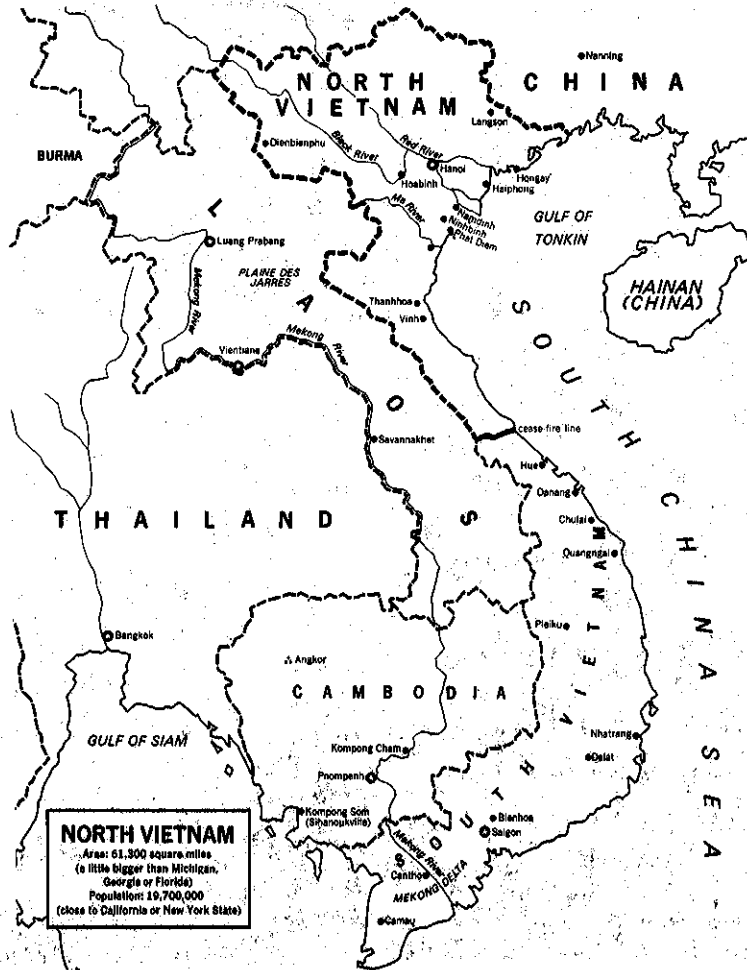 Nanning
NORTH
VIETNAM
CHINA
Langson
BURMA
Dienbienphu
Black River
Red River
Hanoi
Hoabinh
Hongay
Haiphong
Ma River
Namdinh
Ninhbinh
Phat Diem
GULF OF
TONKIN
LAOS
Luang Prabang
PLAINE DES
JARRES
Mekong
River
HAINAN
(CHINA)
Thanhhoa
Vinh
SOUTH CHINA SEA
Vientiane
Mekong
River
cease-fire line
Savannakhet
Hue
Danang
THAILAND
Chulai
Quangngai
SOUTH VIETNAM
Pleiku
Bangkok
Angkor
CAMBODIA
GULF OF SIAM
Nhatrang
Dalat
Kompong Cham
Pnompenh
Kompong Som
(Sihanoukville)
Bienhoa
Saigon
Mekong River
MEKONG DELTA
Cantho
Camau
NORTH VIETNAM
Area: 61,300 square miles
(a little bigger than Michigan,
Georgia or Florida)
Population: 19,700,000
(close to California or New York State)